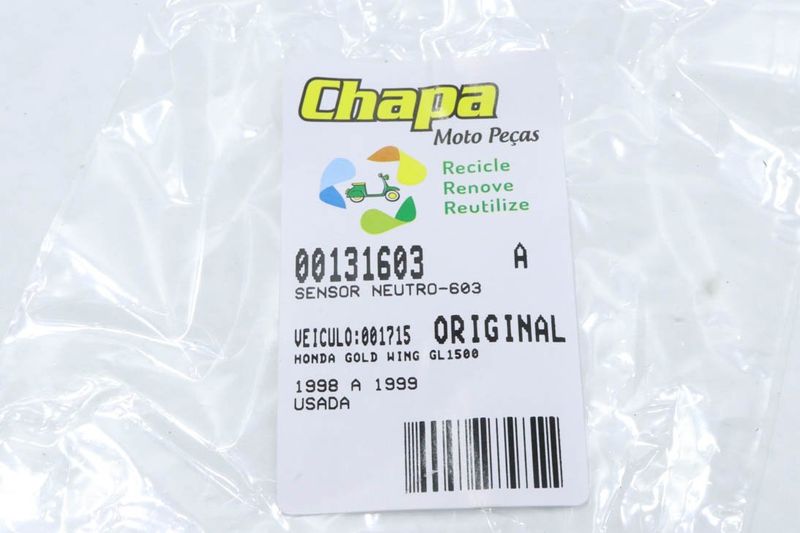 Chapa
Moto Peças
Recicle
Renove
Reutilize
00131603 A
SENSOR NEUTRO-603
VEICULO:001715 ORIGINAL
HONDA GOLD WING GL1500
1998 A 1999
USADA